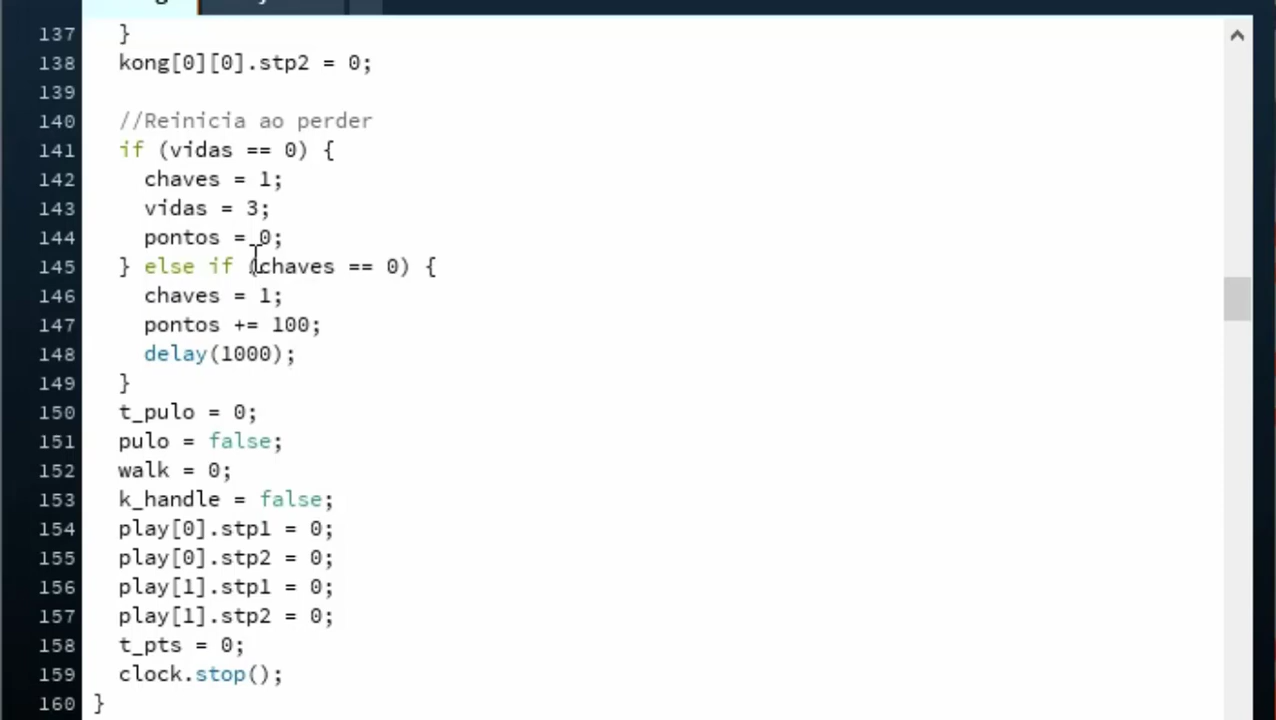 137 }
138 kong[0][0].stp2 = 0;
139
140 //Reinicia ao perder
141 if (vidas == 0) {
142 chaves = 1;
143 vidas = 3;
144 pontos = 0;
145 } else if (chaves == 0) {
146 chaves = 1;
147 pontos += 100;
148 delay(1000);
149 }
150 t_pulo = 0;
151 pulo = false;
152 walk = 0;
153 k_handle = false;
154 play[0].stp1 = 0;
155 play[0].stp2 = 0;
156 play[1].stp1 = 0;
157 play[1].stp2 = 0;
158 t_pts = 0;
159 clock.stop();
160 }